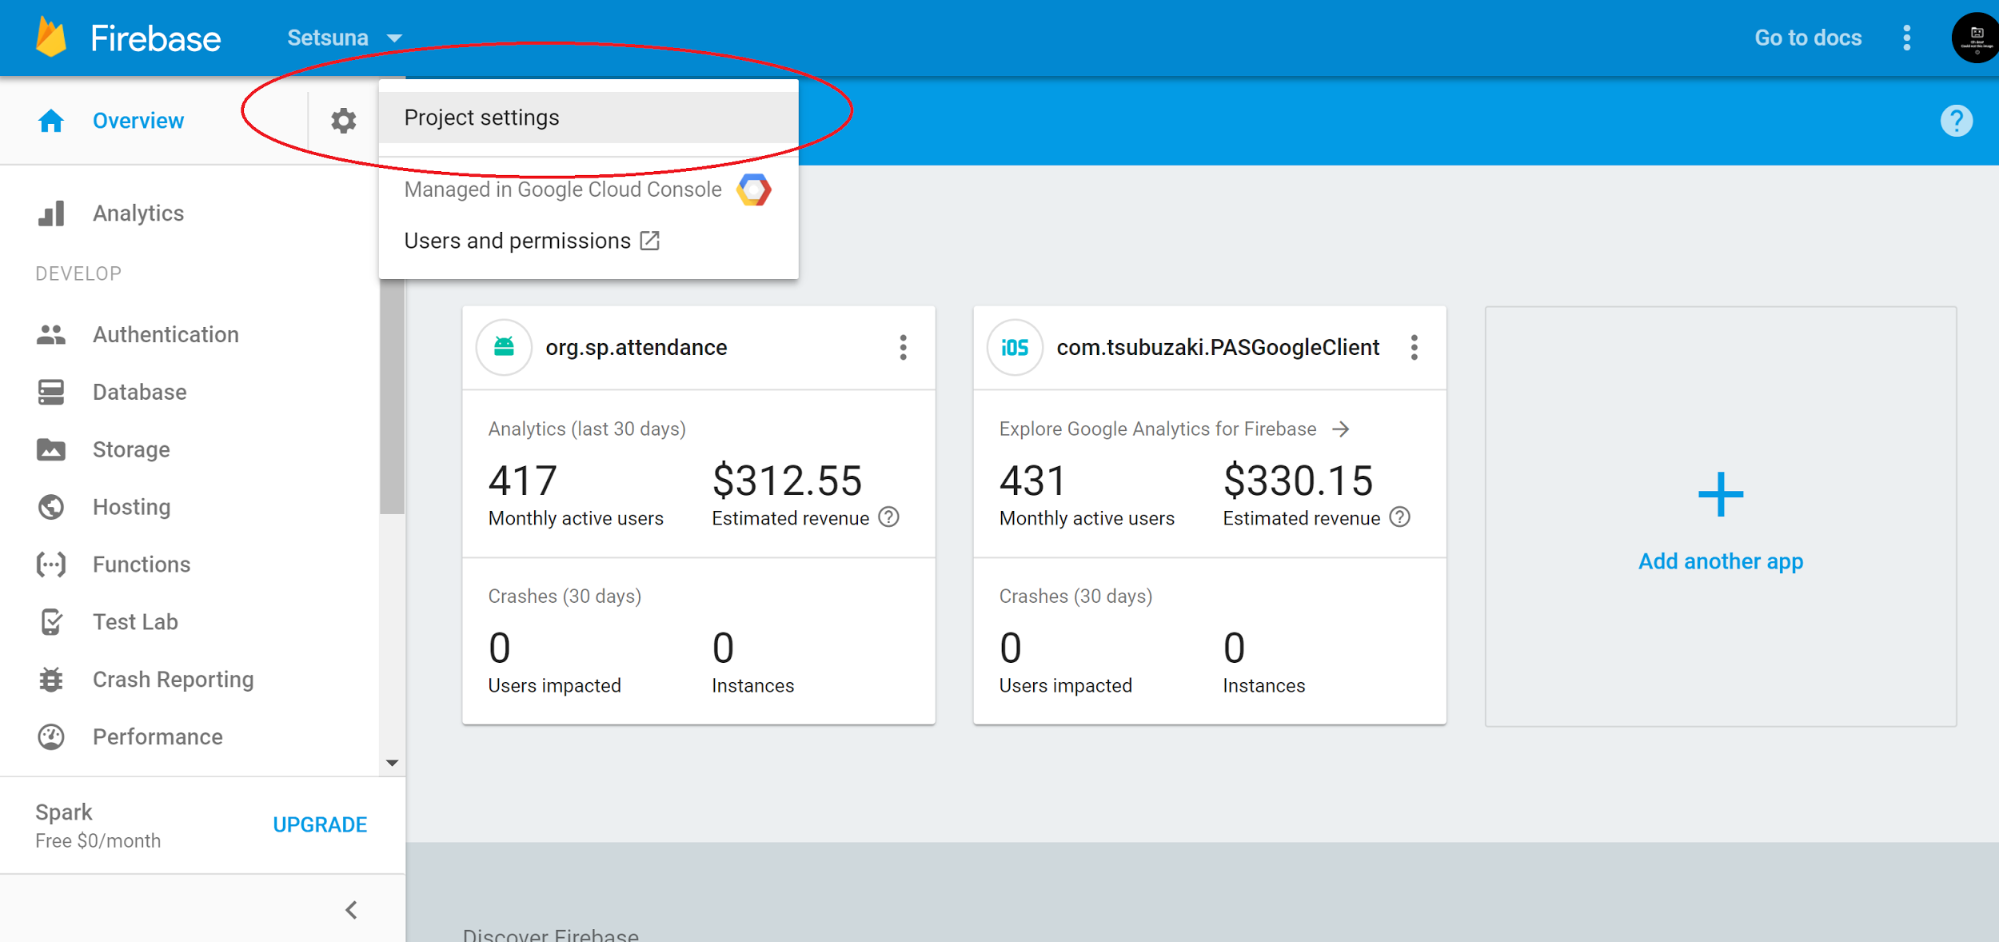 Firebase
Setsuna
Go to docs
Overview
Project settings
Managed in Google Cloud Console
Users and permissions
Analytics
DEVELOP
Authentication
Database
Storage
Hosting
Functions
Test Lab
Crash Reporting
Performance
Spark
Free $0/month
UPGRADE
org.sp.attendance
Analytics (last 30 days)
417
$312.55
Monthly active users
Estimated revenue
Crashes (30 days)
0
0
Users impacted
Instances
iOS
com.tsubuzaki.PASGoogleClient
Explore Google Analytics for Firebase
431
$330.15
Monthly active users
Estimated revenue
Crashes (30 days)
0
0
Users impacted
Instances
Add another app
Discover Firebase